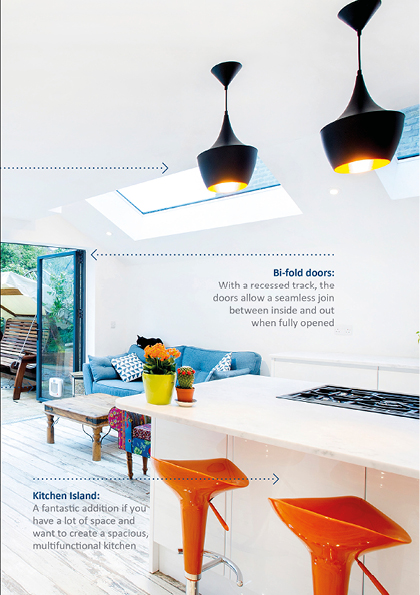 Bi-fold doors:
With a recessed track, the
doors allow a seamless join
between inside and out
when fully opened
Kitchen Island:
A fantastic addition if you
have a lot of space and
want to create a spacious,
multifunctional kitchen